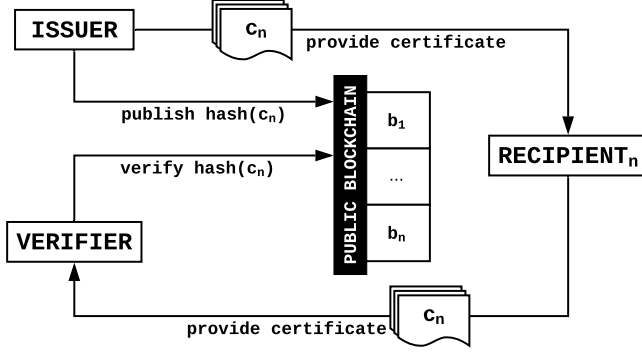 ISSUER
cₙ
provide certificate
publish hash(cₙ)
PUBLIC BLOCKCHAIN
b₁
...
bₙ
RECIPIENTₙ
verify hash(cₙ)
VERIFIER
cₙ
provide certificate